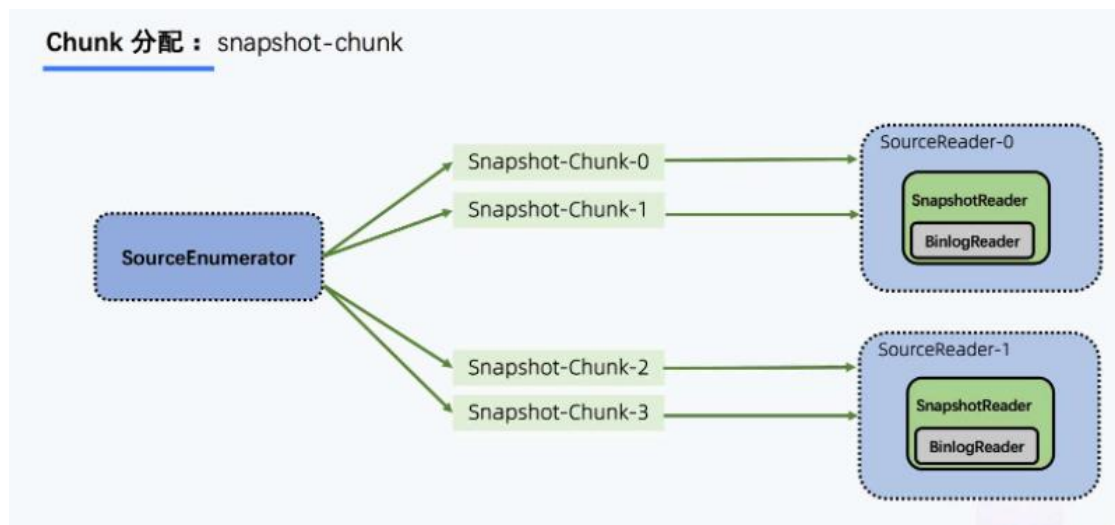 Chunk 分配： snapshot-chunk
Snapshot-Chunk-0
Snapshot-Chunk-1
SourceEnumerator
Snapshot-Chunk-2
Snapshot-Chunk-3
SourceReader-0
SnapshotReader
BinlogReader
SourceReader-1
SnapshotReader
BinlogReader